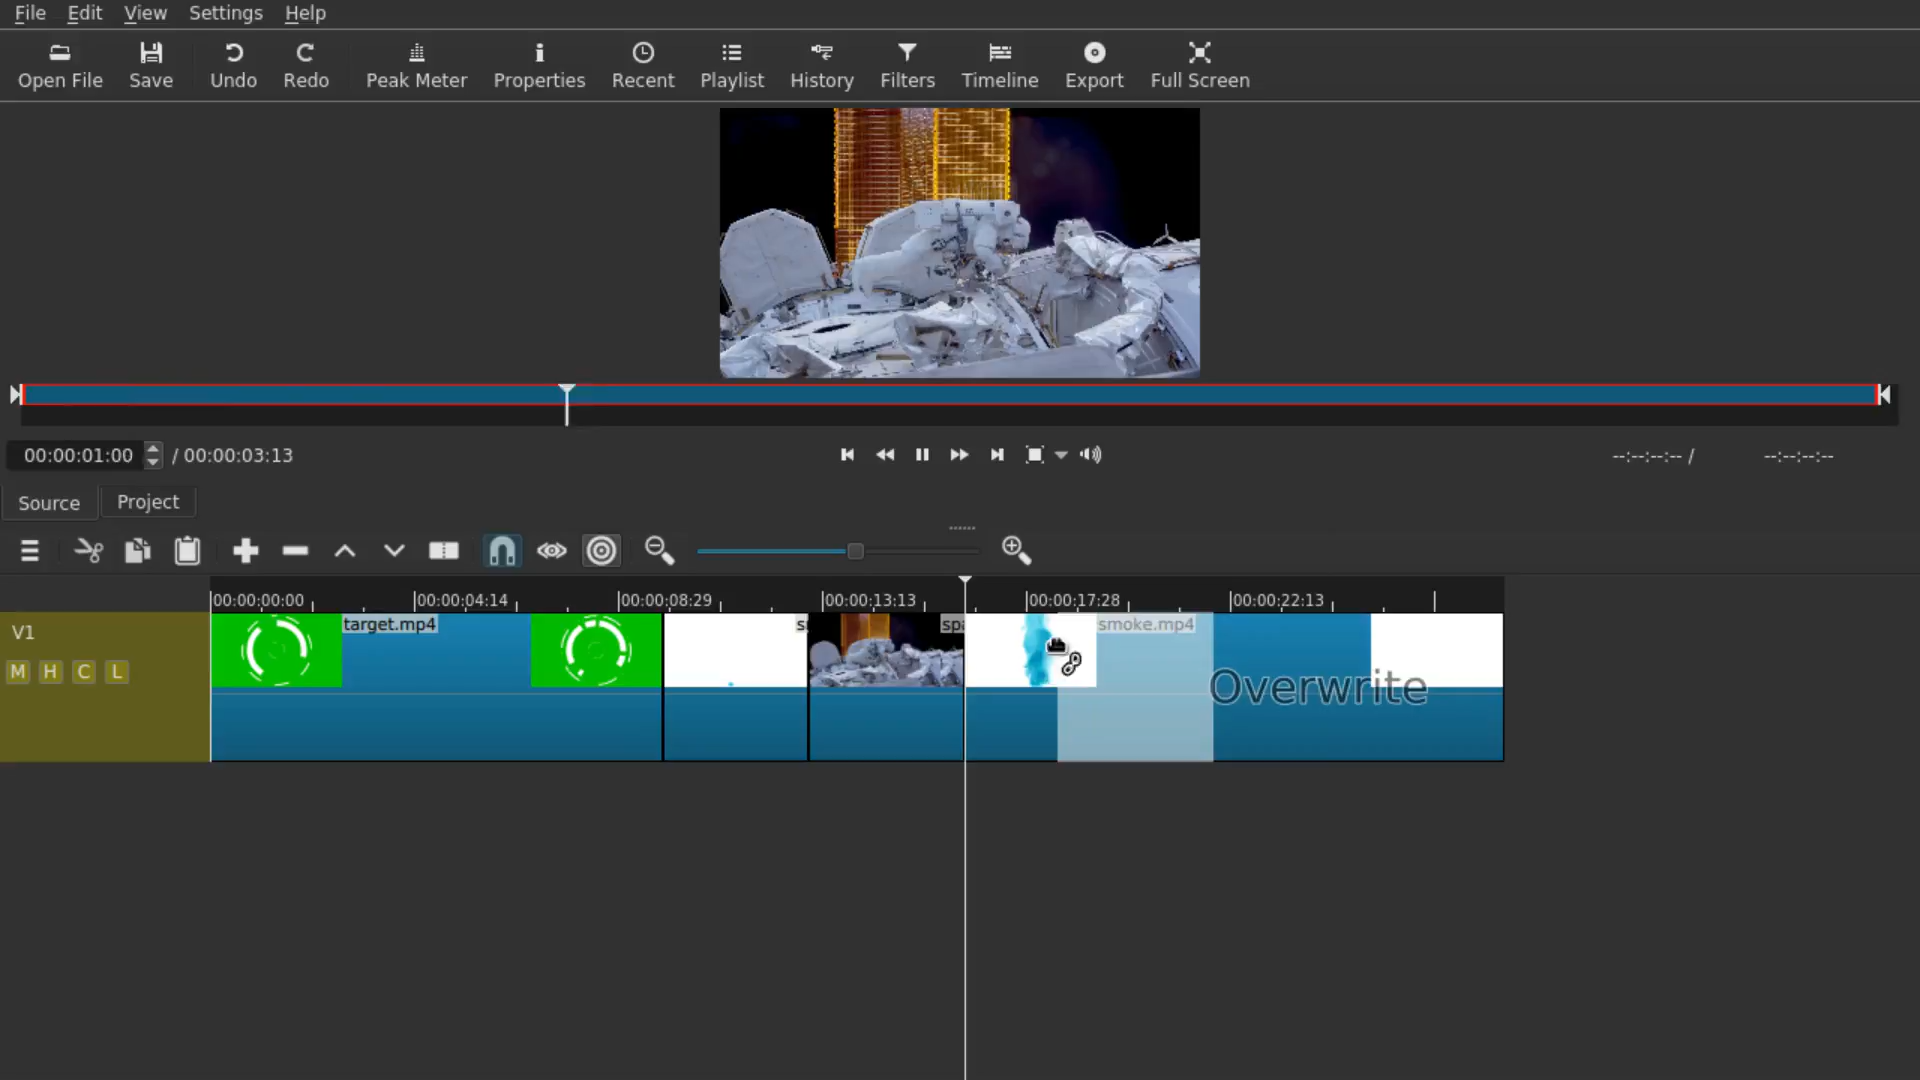 File Edit View Settings Help
Open File Save Undo Redo Peak Meter Properties Recent Playlist History Filters Timeline Export Full Screen
00:00:01:00 / 00:00:03:13 --:--:--:-- / --:--:--:--
Source Project
00:00:00:00 00:00:04:14 00:00:08:29 00:00:13:13 00:00:17:28 00:00:22:13
V1 target.mp4 spa smoke.mp4
M H C L
Overwrite